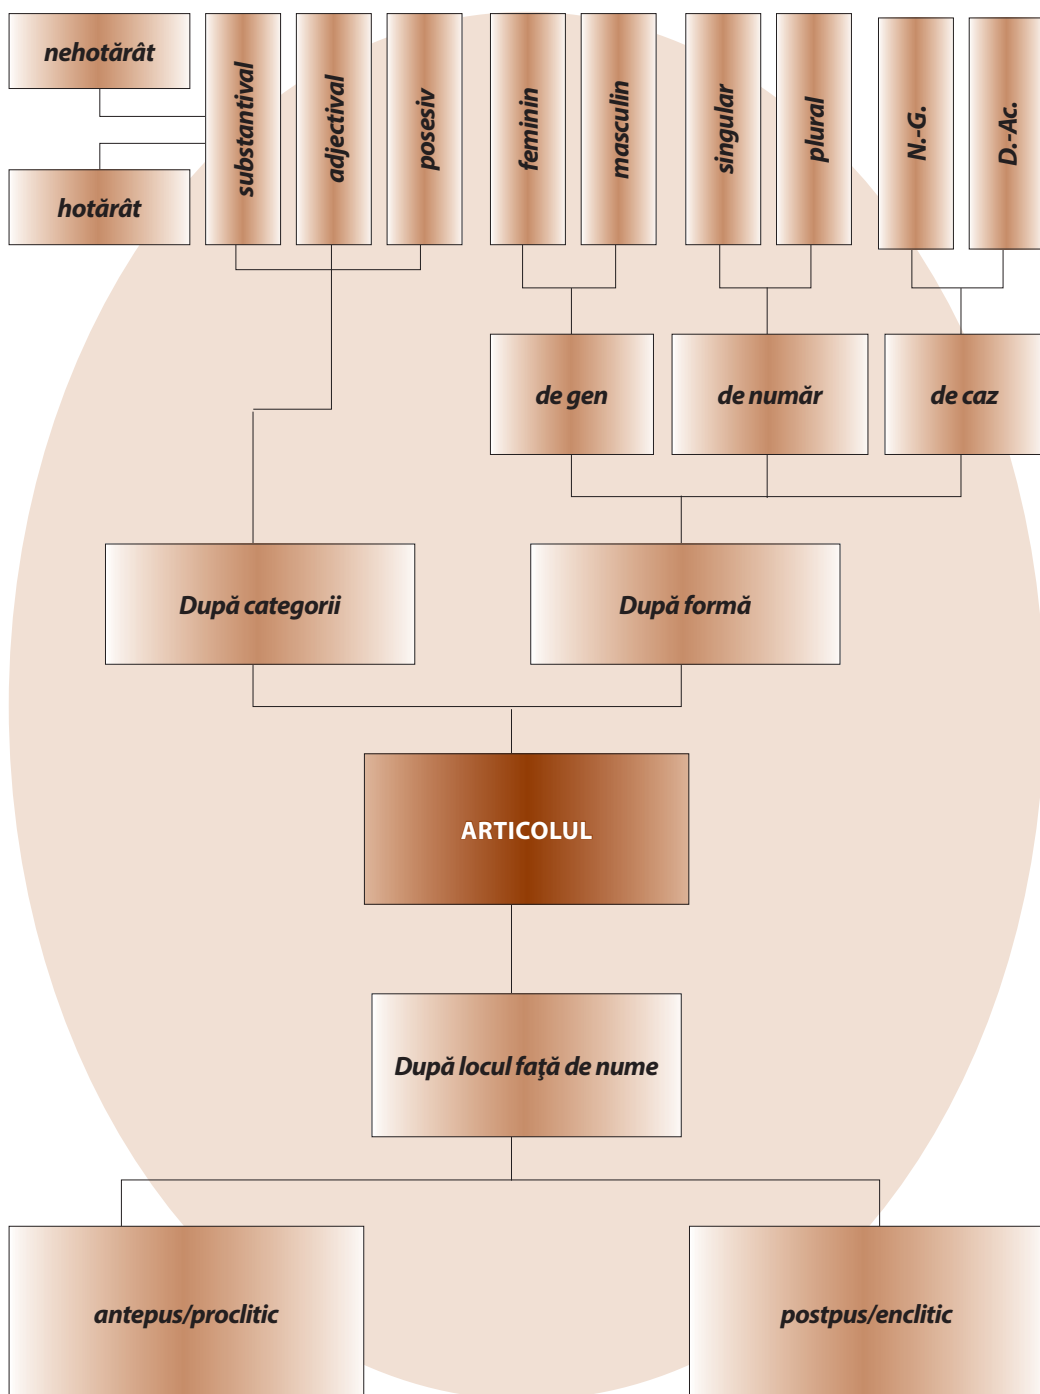 nehotărât
hotărât
substantival
adjectival
posesiv
feminin
masculin
singular
plural
N.-G.
D.-Ac.
de gen
de număr
de caz
După categorii
După formă
ARTICOLUL
După locul faţă de nume
antepus/proclitic
postpus/enclitic